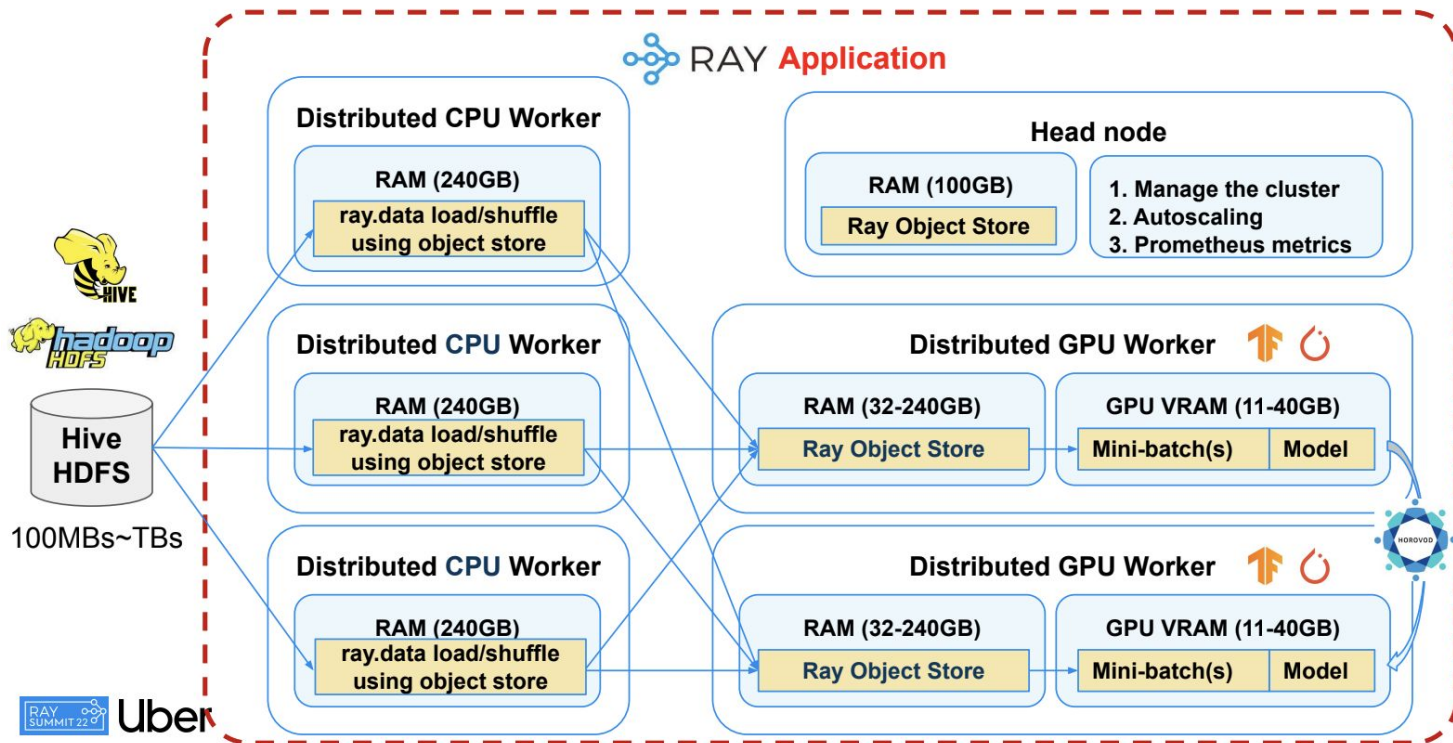 RAY Application
Distributed CPU Worker
RAM (240GB)
ray.data load/shuffle
using object store
Head node
RAM (100GB)
Ray Object Store
1. Manage the cluster
2. Autoscaling
3. Prometheus metrics
HIVE
hadoop
HDFS
Hive
HDFS
100MBs~TBs
Distributed CPU Worker
RAM (240GB)
ray.data load/shuffle
using object store
Distributed GPU Worker
RAM (32-240GB)
Ray Object Store
GPU VRAM (11-40GB)
Mini-batch(s) Model
HOROVOD
Distributed CPU Worker
RAM (240GB)
ray.data load/shuffle
using object store
Distributed GPU Worker
RAM (32-240GB)
Ray Object Store
GPU VRAM (11-40GB)
Mini-batch(s) Model
RAY
SUMMIT 22
Uber